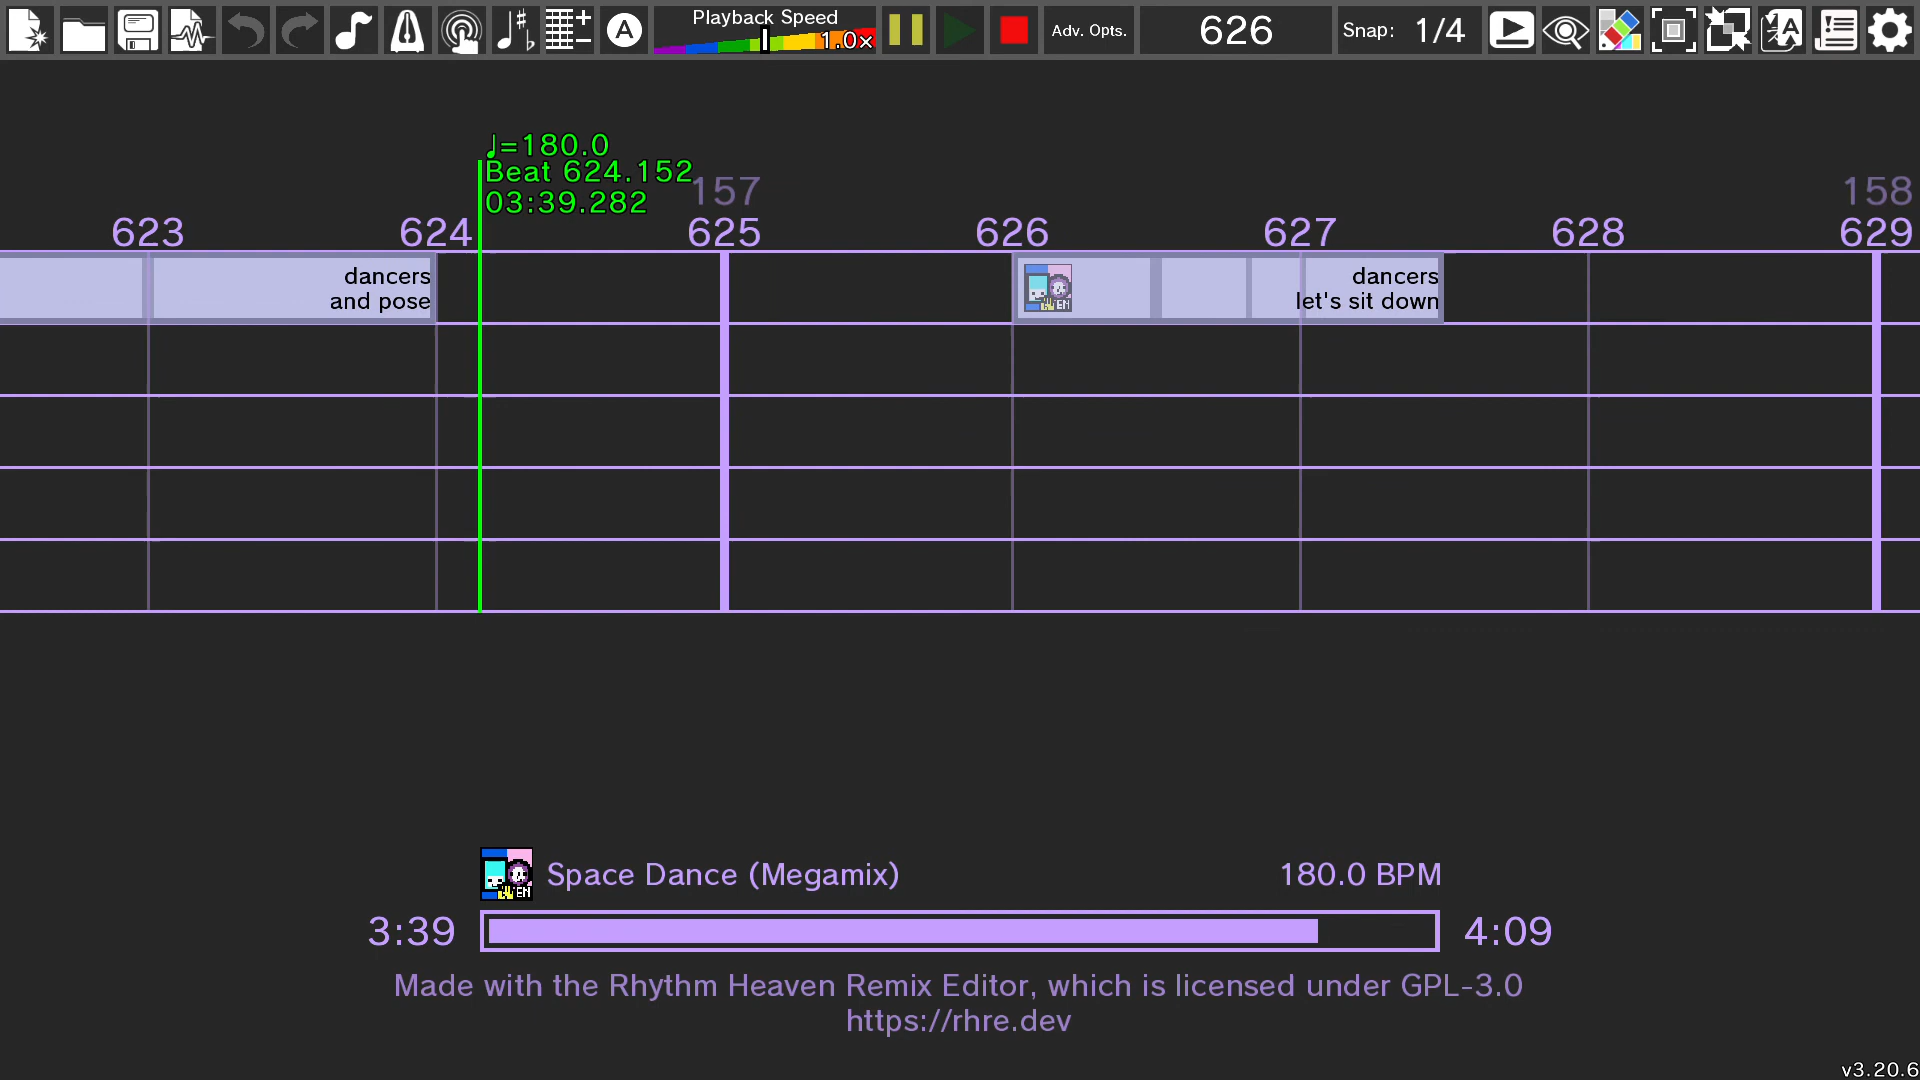 Playback Speed
1.0x
Adv. Opts.
626
Snap: 1/4
A
A
♩=180.0
Beat 624.152
03:39.282
157
158
623
624
625
626
627
628
629
dancers
and pose
EN
dancers
let's sit down
EN
Space Dance (Megamix)
180.0 BPM
3:39
4:09
Made with the Rhythm Heaven Remix Editor, which is licensed under GPL-3.0
https://rhre.dev
v3.20.6